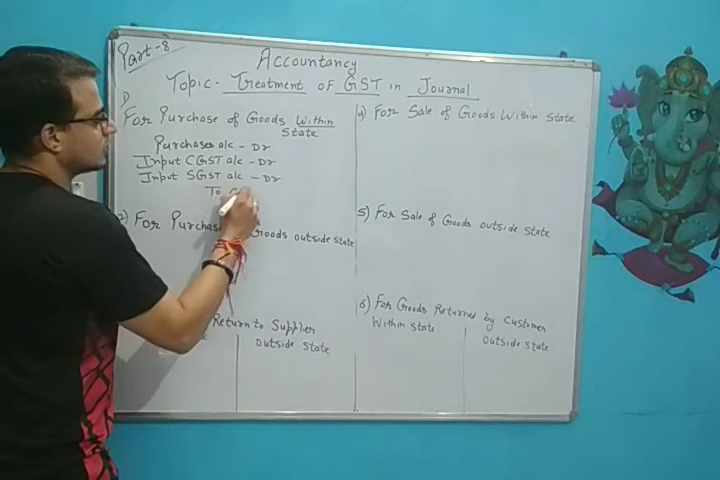 Part-8
Accountancy
Topic- Treatment of GST in Journal
1)
For Purchase of Goods Within
State
Purchases a/c - Dr
Input CGST a/c - Dr
Input SGST a/c - Dr
To C
2) For Purchase Goods outside state
Return to Supplier
outside state
4) For Sale of Goods Within state
5) For Sale of Goods outside state
6) For Goods Returned by Customer
Within state
outside state